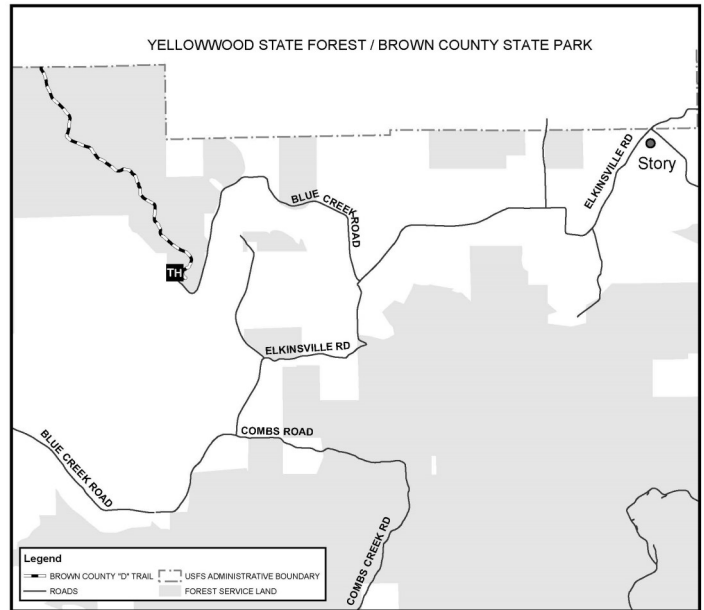 YELLOWWOOD STATE FOREST / BROWN COUNTY STATE PARK
ELKINSVILLE RD
Story
BLUE CREEK ROAD
TH
ELKINSVILLE RD
COMBS ROAD
BLUE CREEK ROAD
COMBS CREEK RD
Legend
BROWN COUNTY "D" TRAIL
USFS ADMINISTRATIVE BOUNDARY
ROADS
FOREST SERVICE LAND